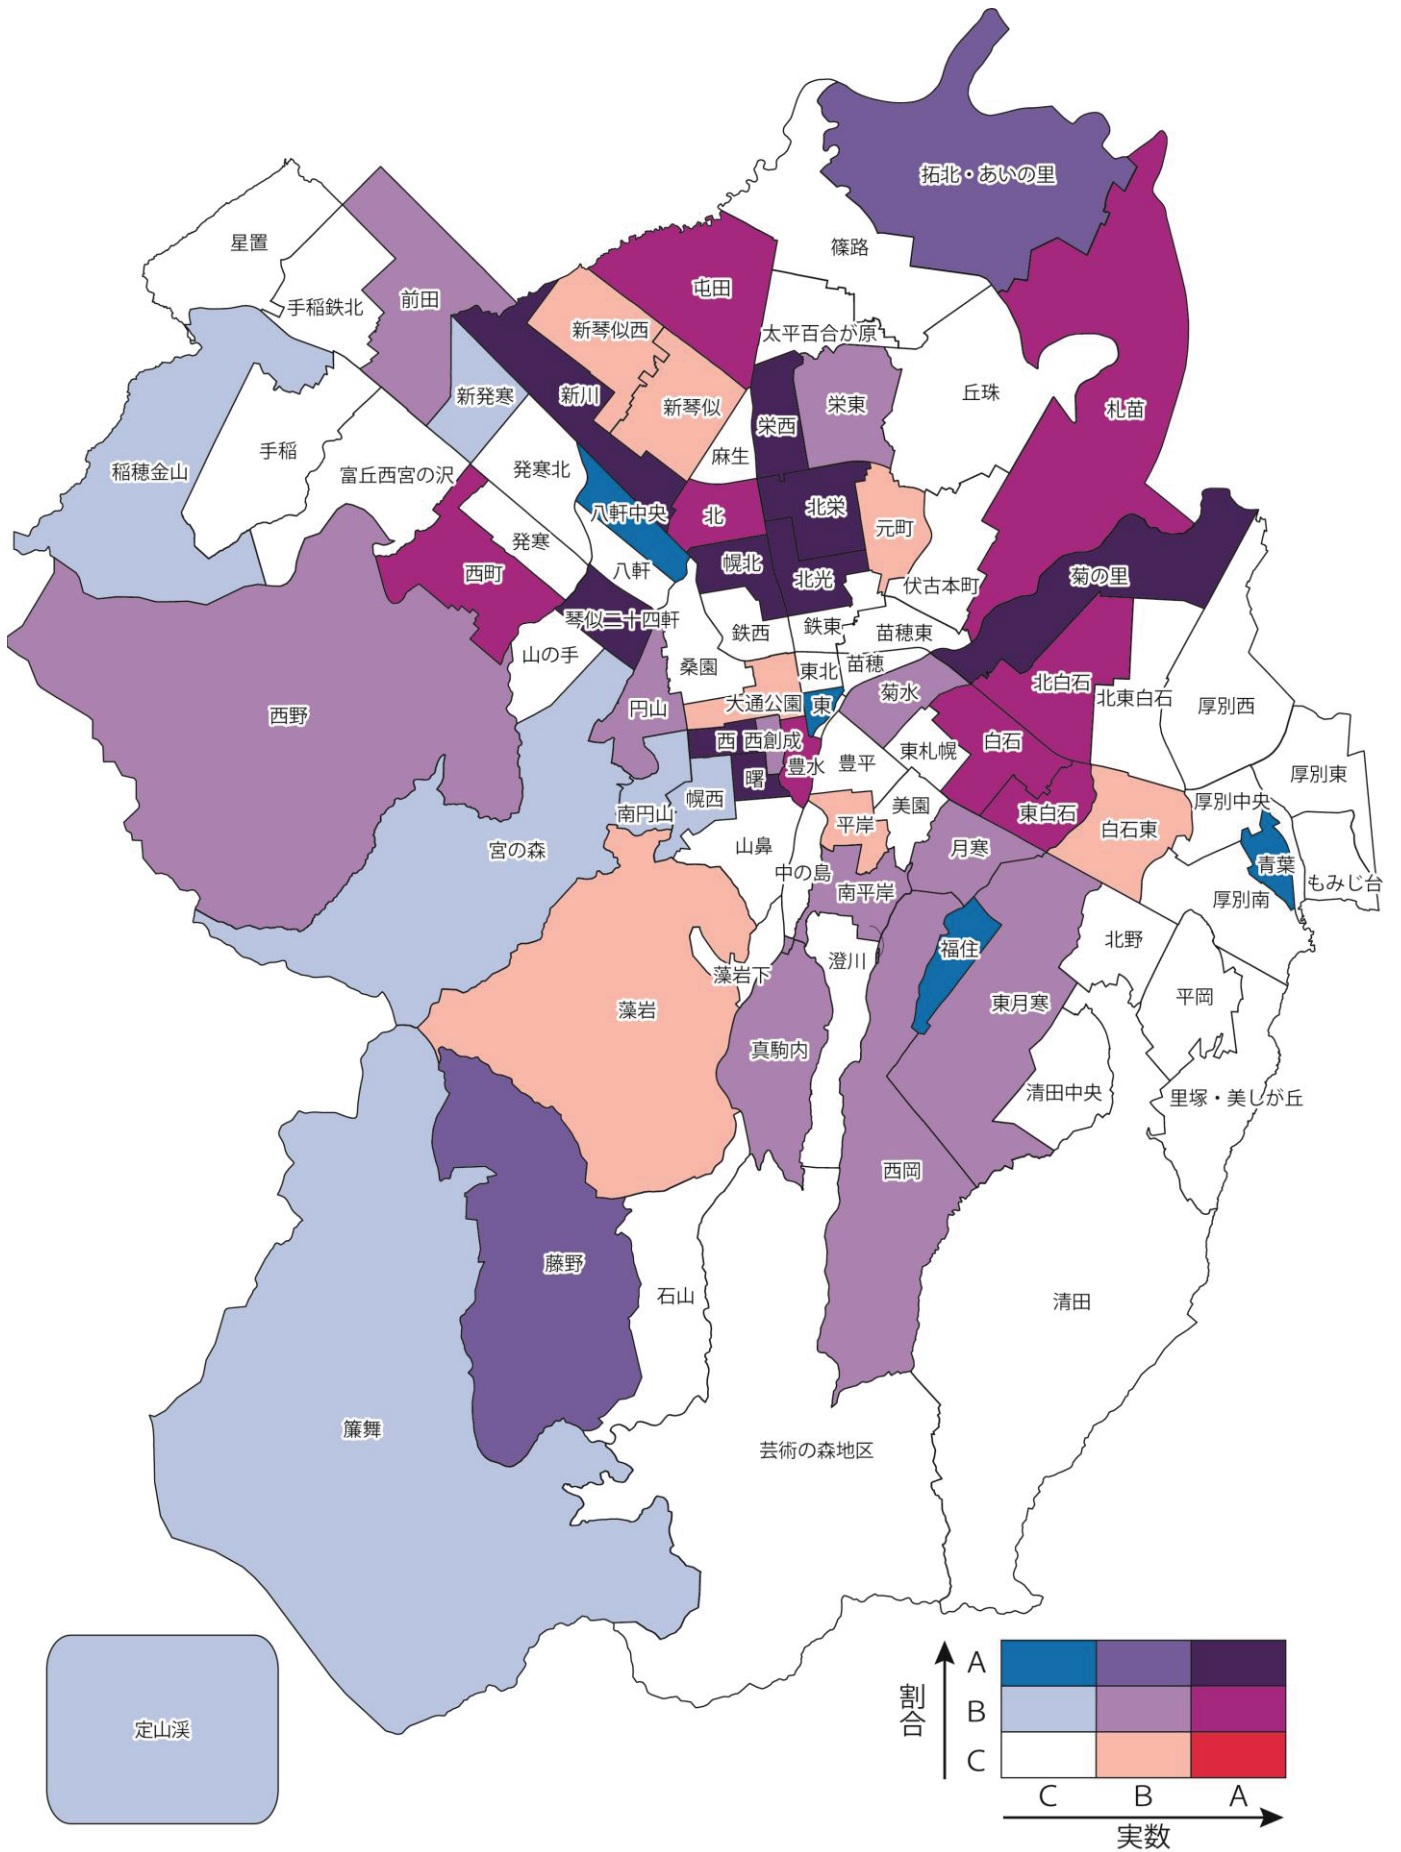 拓北・あいの里
星置
篠路
屯田
手稲鉄北
前田
新琴似西
太平百合が原
丘珠
新発寒
新川
新琴似
栄西
栄東
札苗
手稲
稲穂金山
富丘西宮の沢
発寒北
麻生
八軒中央
北
北栄
元町
発寒
西町
八軒
幌北
北光
伏古本町
菊の里
琴似二十四軒
鉄西
鉄東
苗穂東
山の手
桑園
東北
苗穂
北白石
北東白石
西野
円山
大通公園
東
菊水
厚別西
西
西創成
豊水
豊平
東札幌
白石
厚別東
曙
幌西
南円山
美園
東白石
厚別中央
宮の森
山鼻
平岸
月寒
白石東
中の島
南平岸
青葉
もみじ台
厚別南
藻岩下
澄川
福住
北野
藻岩
東月寒
平岡
真駒内
清田中央
里塚・美しが丘
西岡
藤野
石山
清田
簾舞
芸術の森地区
定山渓
割合
A
B
C
C B A
実数